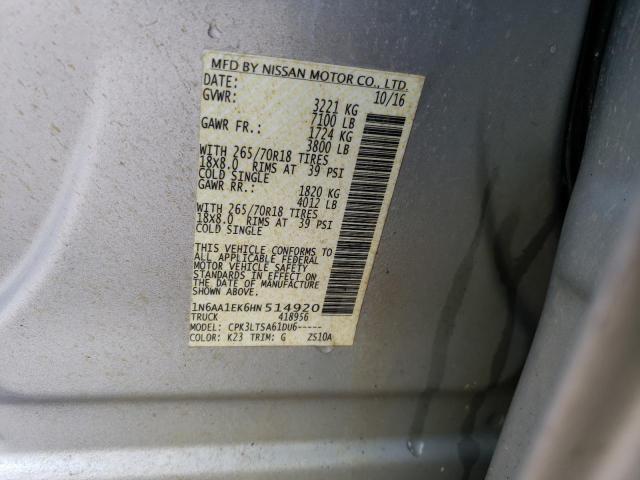 MFD BY NISSAN MOTOR CO., LTD.
DATE: 10/16
GVWR: 3221 KG
7100 LB
GAWR FR.: 1724 KG
3800 LB
WITH 265/70R18 TIRES
18x8.0 RIMS AT 39 PSI
COLD SINGLE
GAWR RR.: 1820 KG
4012 LB
WITH 265/70R18 TIRES
18x8.0 RIMS AT 39 PSI
COLD SINGLE
THIS VEHICLE CONFORMS TO
ALL APPLICABLE FEDERAL
MOTOR VEHICLE SAFETY
STANDARDS IN EFFECT ON
THE DATE OF MANUFACTURE
SHOWN ABOVE.
1N6AA1EK6HN514920
TRUCK 418956
MODEL: CPK3LTSA61DU6-----
COLOR: K23 TRIM: G ZS10A